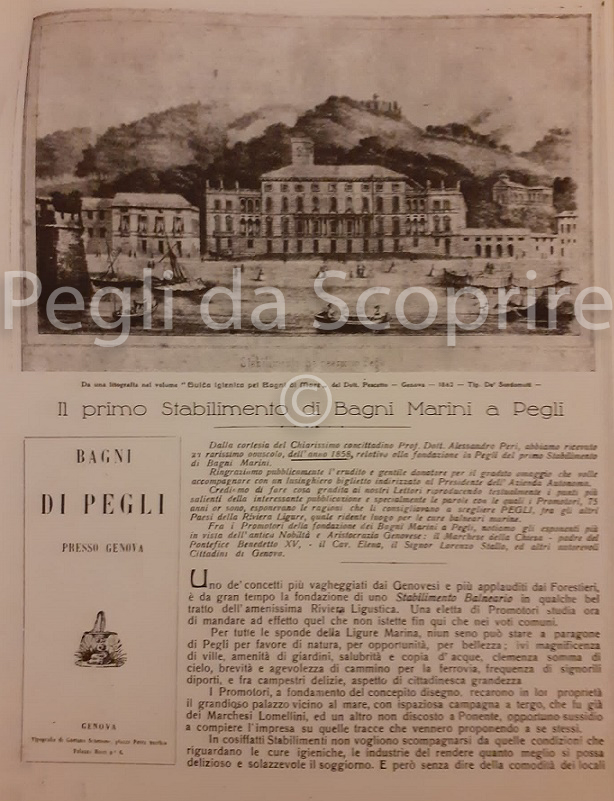 Pegli da Scoprire
©
Stabilimento
Da una litografia nel volume "Guida igienica pei Bagni di Mare„ del Dott. Pescetto — Genova — 1862 — Tip. De' Sordomuti —
Il primo Stabilimento di Bagni Marini a Pegli
BAGNI
DI PEGLI
PRESSO GENOVA
GENOVA
Tipografia di Gaetano
Dalla cortesia del Chiarissimo concittadino Prof. Dott. Alessandro Peri, abbiamo ricevuto
un rarissimo opuscolo, dell'anno 1858, relativo alla fondazione in Pegli del primo Stabilimento
di Bagni Marini.
Ringraziamo pubblicamente l'erudito e gentile donatore per il gradito omaggio che volle
accompagnare con un lusinghiero biglietto indirizzato al Presidente dell'Azienda Autonoma.
Crediamo di fare cosa gradita ai nostri Lettori riproducendo testualmente i punti più
salienti della interessante pubblicazione e specialmente le parole con le quali i Promotori, 75
anni or sono, esponevano le ragioni che li consigliavano a scegliere PEGLI, fra gli altri
Paesi della Riviera Ligure, quale ridente luogo per le cure balneari marine.
Fra i Promotori della fondazione dei Bagni Marini a Pegli, notiamo gli esponenti più
in vista dell'antica Nobiltà e Aristocrazia Genovese: il Marchese della Chiesa - padre del
Pontefice Benedetto XV, - il Cav. Elena, il Signor Lorenzo Stallo, ed altri autorevoli
Cittadini di Genova.
Uno de' concetti più vagheggiati dai Genovesi e più applauditi dai Forestieri,
è da gran tempo la fondazione di uno Stabilimento Balneario in qualche bel
tratto dell'amenissima Riviera Ligustica. Una eletta di Promotori studia ora
di mandare ad effetto quel che non istette fin qui che nei voti comuni.
Per tutte le sponde della Ligure Marina, niun seno può stare a paragone
di Pegli per favore di natura, per opportunità, per bellezza; ivi magnificenza
di ville, amenità di giardini, salubrità e copia d'acque, clemenza somma di
cielo, brevità e agevolezza di cammino per la ferrovia, frequenza di signorili
diporti, e fra campestri delizie, aspetto di cittadinesca grandezza
I Promotori, a fondamento del concepito disegno, recarono in lor proprietà
il grandioso palazzo vicino al mare, con ispaziosa campagna a tergo, che fu già
dei Marchesi Lomellini, ed un altro non discosto a Ponente, opportuno sussidio
a compiere l'impresa su quelle tracce che vennero proponendo a se stessi.
In cosiffatti Stabilimenti non vogliono scompagnarsi da quelle condizioni che
riguardano le cure igieniche, le industrie del rendere quanto meglio si possa
delizioso e solazzevole il soggiorno. E però senza dire della comodità dei locali